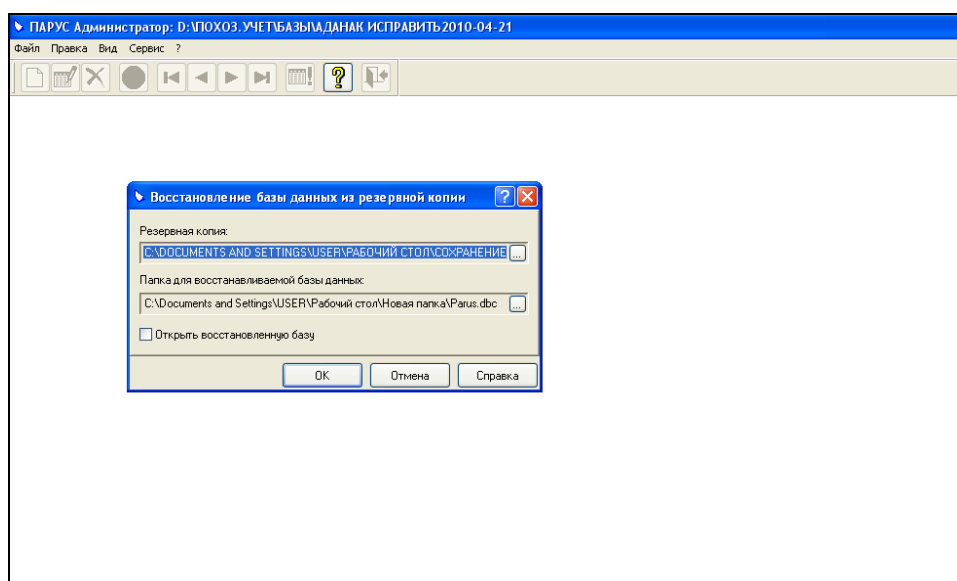 ПАРУС Администратор: D:\ПОХОЗ.УЧЕТ\БАЗЫ\АДАНАК ИСПРАВИТЬ2010-04-21
Файл Правка Вид Сервис ?
Восстановление базы данных из резервной копии
Резервная копия:
C:\DOCUMENTS AND SETTINGS\USER\РАБОЧИЙ СТОЛ\СОХРАНЕНИЕ ...
Папка для восстанавливаемой базы данных:
C:\Documents and Settings\USER\Рабочий стол\Новая папка\Parus.dbc ...
Открыть восстановленную базу
OK Отмена Справка